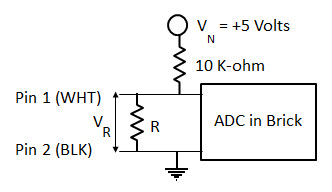 V_N = +5 Volts
10 K-ohm
Pin 1 (WHT)
V_R
R
ADC in Brick
Pin 2 (BLK)